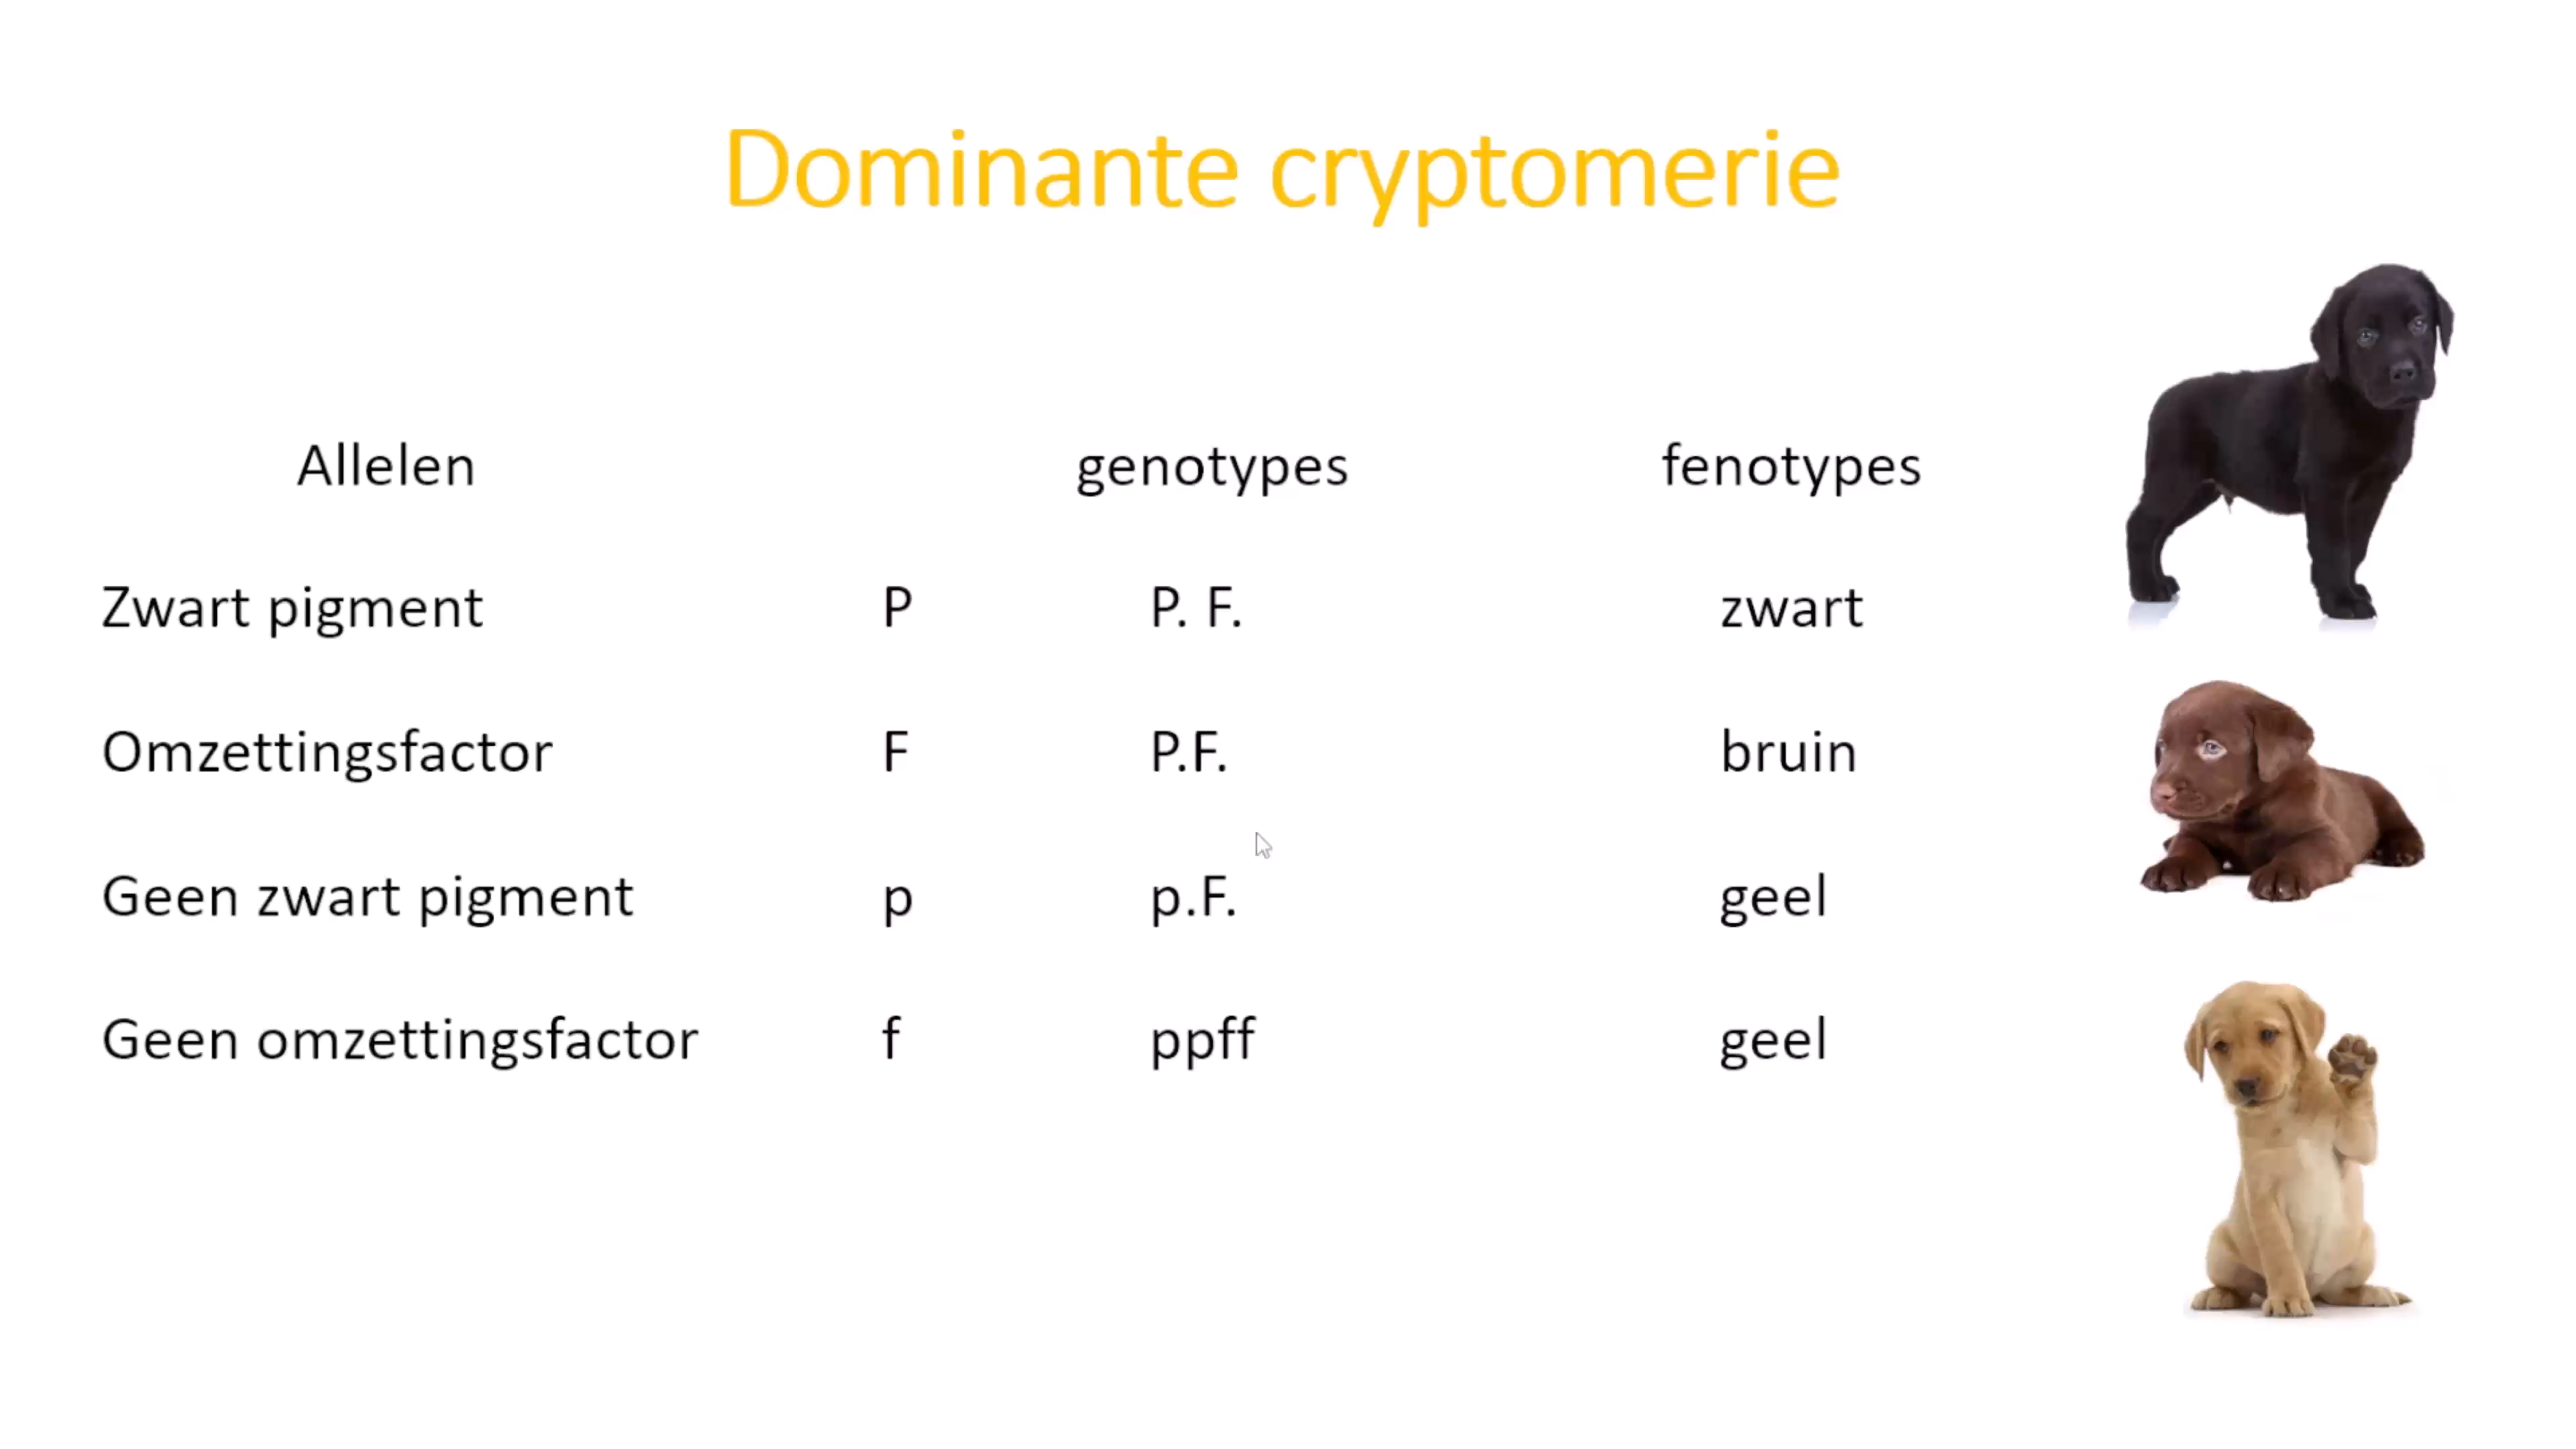 Dominante cryptomerie
Allelen genotypes fenotypes
Zwart pigment P P. F. zwart
Omzettingsfactor F P.F. bruin
Geen zwart pigment p p.F. geel
Geen omzettingsfactor f ppff geel